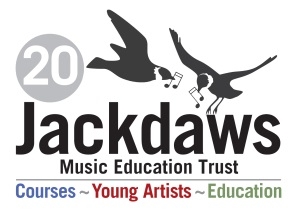 20
Jackdaws
Music Education Trust
Courses ~ Young Artists ~ Education